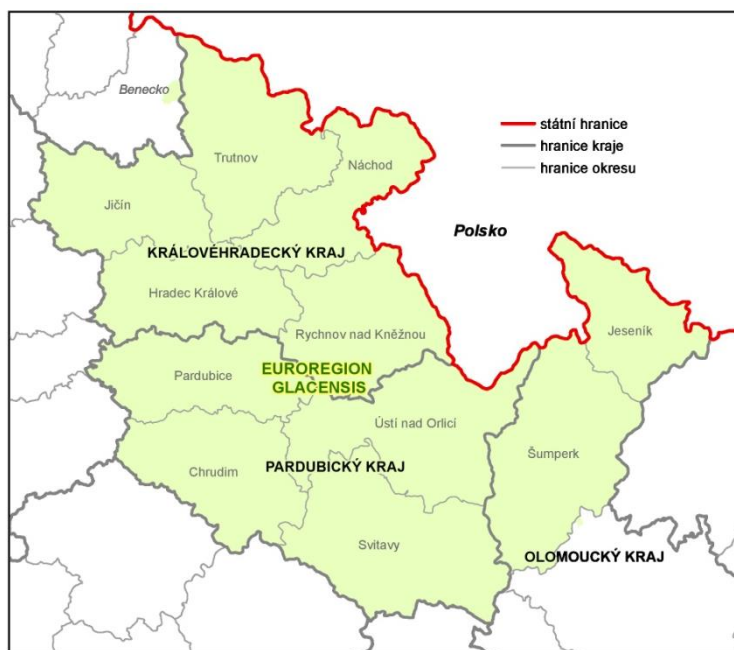 Benecko
státní hranice
hranice kraje
hranice okresu
Trutnov
Náchod
Jičín
Polsko
KRÁLOVÉHRADECKÝ KRAJ
Hradec Králové
Rychnov nad Kněžnou
Jeseník
Pardubice
EUROREGION
GLACENSIS
Ústí nad Orlicí
Šumperk
Chrudim
PARDUBICKÝ KRAJ
Svitavy
OLOMOUCKÝ KRAJ